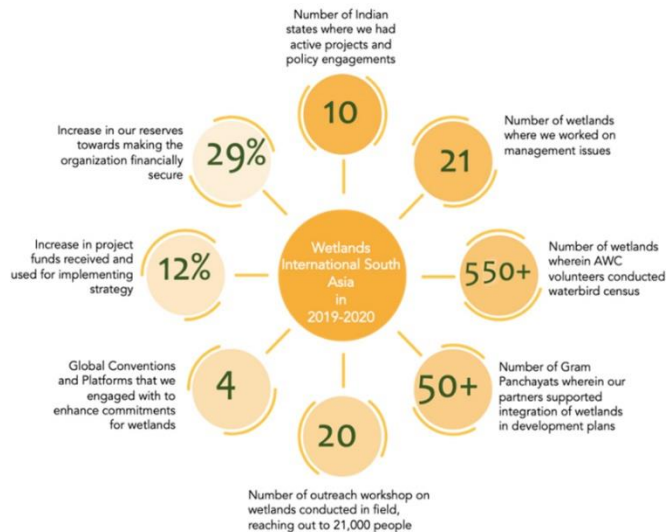 Number of Indian
states where we had
active projects and
policy engagements
10
Number of wetlands
where we worked on
management issues
21
Number of wetlands
wherein AWC
volunteers conducted
waterbird census
550+
Number of Gram
Panchayats wherein our
partners supported
integration of wetlands
in development plans
50+
Number of outreach workshop on
wetlands conducted in field,
reaching out to 21,000 people
20
Global Conventions
and Platforms that we
engaged with to
enhance commitments
for wetlands
4
Increase in project
funds received and
used for implementing
strategy
12%
Increase in our reserves
towards making the
organization financially
secure
29%
Wetlands
International South
Asia
in
2019-2020